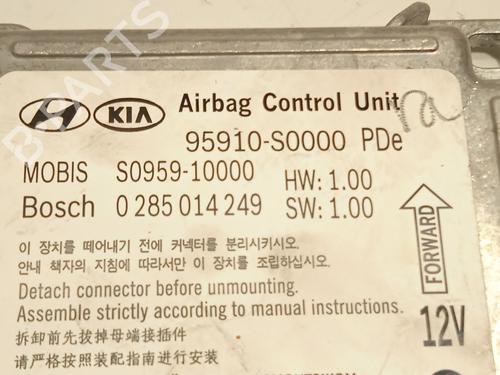 KIA Airbag Control Unit
95910-S0000 PDe
MOBIS S0959-10000 HW: 1.00
Bosch 0 285 014 249 SW: 1.00
이 장치를 떼어내기 전에 커넥터를 분리시키시오.
안내 책자의 지침에 따라서만 이 장치를 조립하십시오.
Detach connector before unmounting.
Assemble strictly according to manual instructions.
拆卸前先拔掉母端接插件
请严格按照装配指南进行安装
FORWARD
12V
B-PARTS